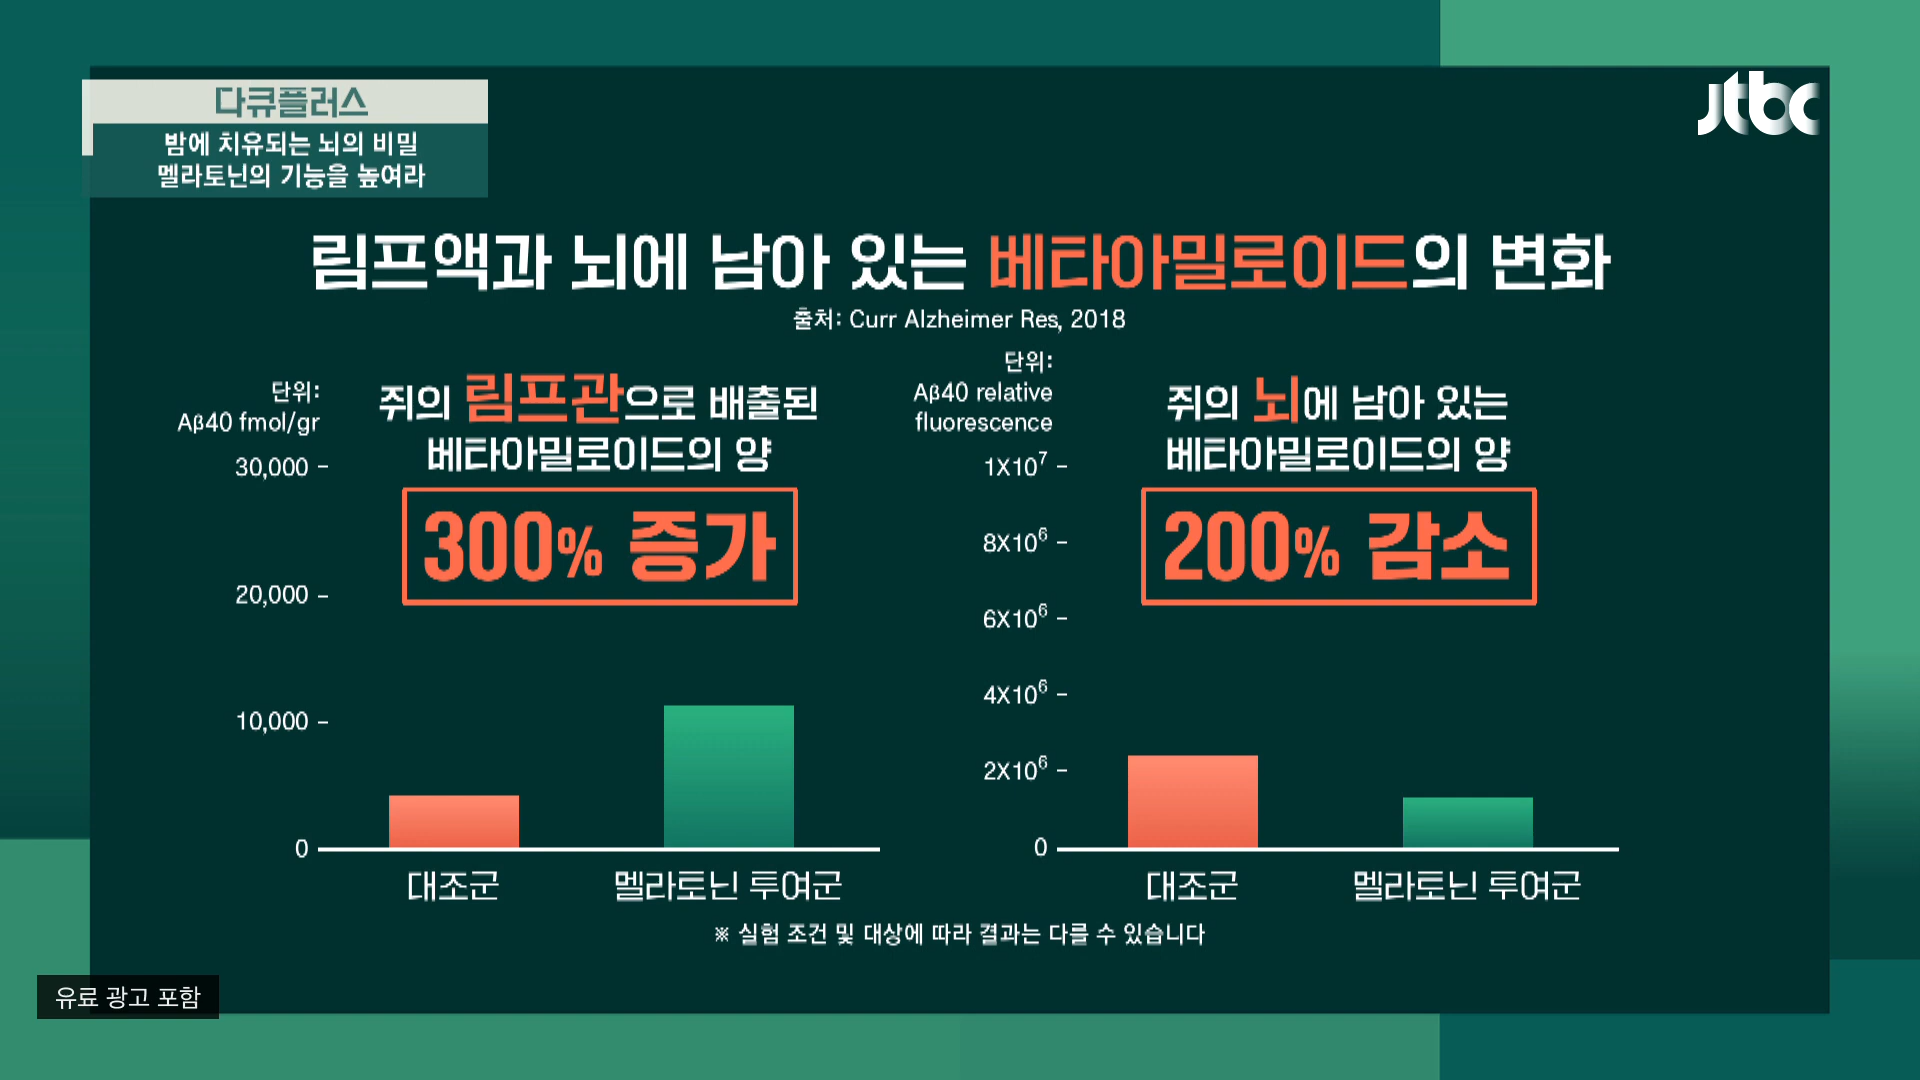 다큐플러스
밤에 치유되는 뇌의 비밀
멜라토닌의 기능을 높여라
jtbc
림프액과 뇌에 남아 있는 베타아밀로이드의 변화
출처: Curr Alzheimer Res, 2018
단위:
Aβ40 fmol/gr
쥐의 림프관으로 배출된
베타아밀로이드의 양
300% 증가
30,000
20,000
10,000
0
대조군
멜라토닌 투여군
단위:
Aβ40 relative
fluorescence
쥐의 뇌에 남아 있는
베타아밀로이드의 양
200% 감소
1X10⁷
8X10⁶
6X10⁶
4X10⁶
2X10⁶
0
대조군
멜라토닌 투여군
※ 실험 조건 및 대상에 따라 결과는 다를 수 있습니다
유료 광고 포함